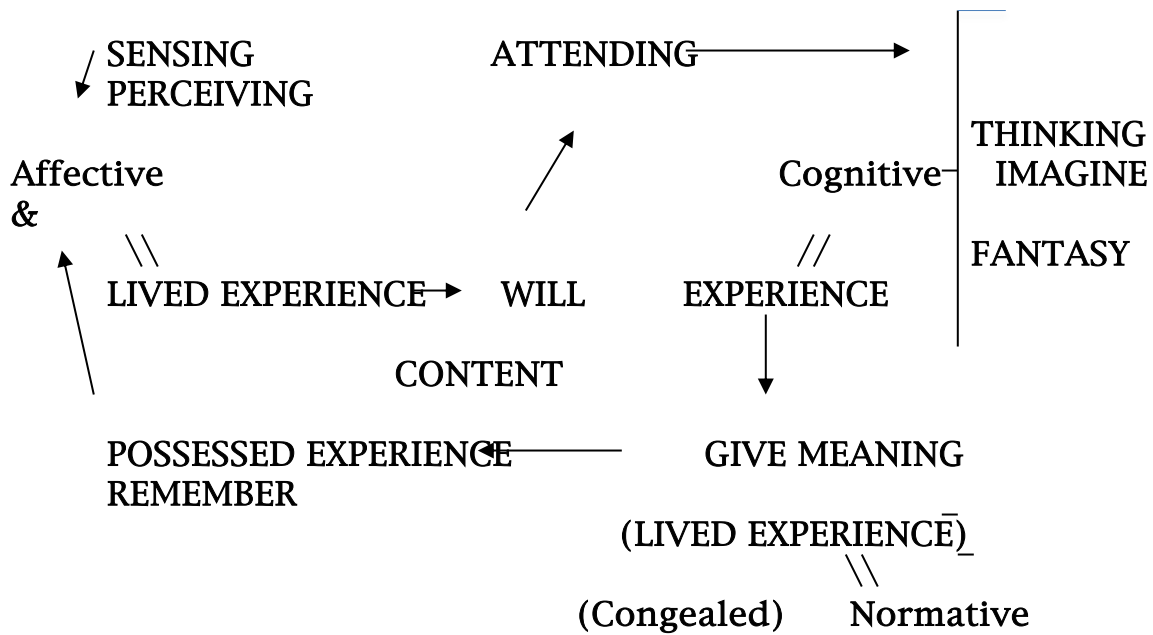 SENSING ATTENDING
PERCEIVING
THINKING
Affective Cognitive IMAGINE
&
FANTASY
LIVED EXPERIENCE WILL EXPERIENCE
CONTENT
POSSESSED EXPERIENCE GIVE MEANING
REMEMBER
(LIVED EXPERIENCE)
(Congealed) Normative